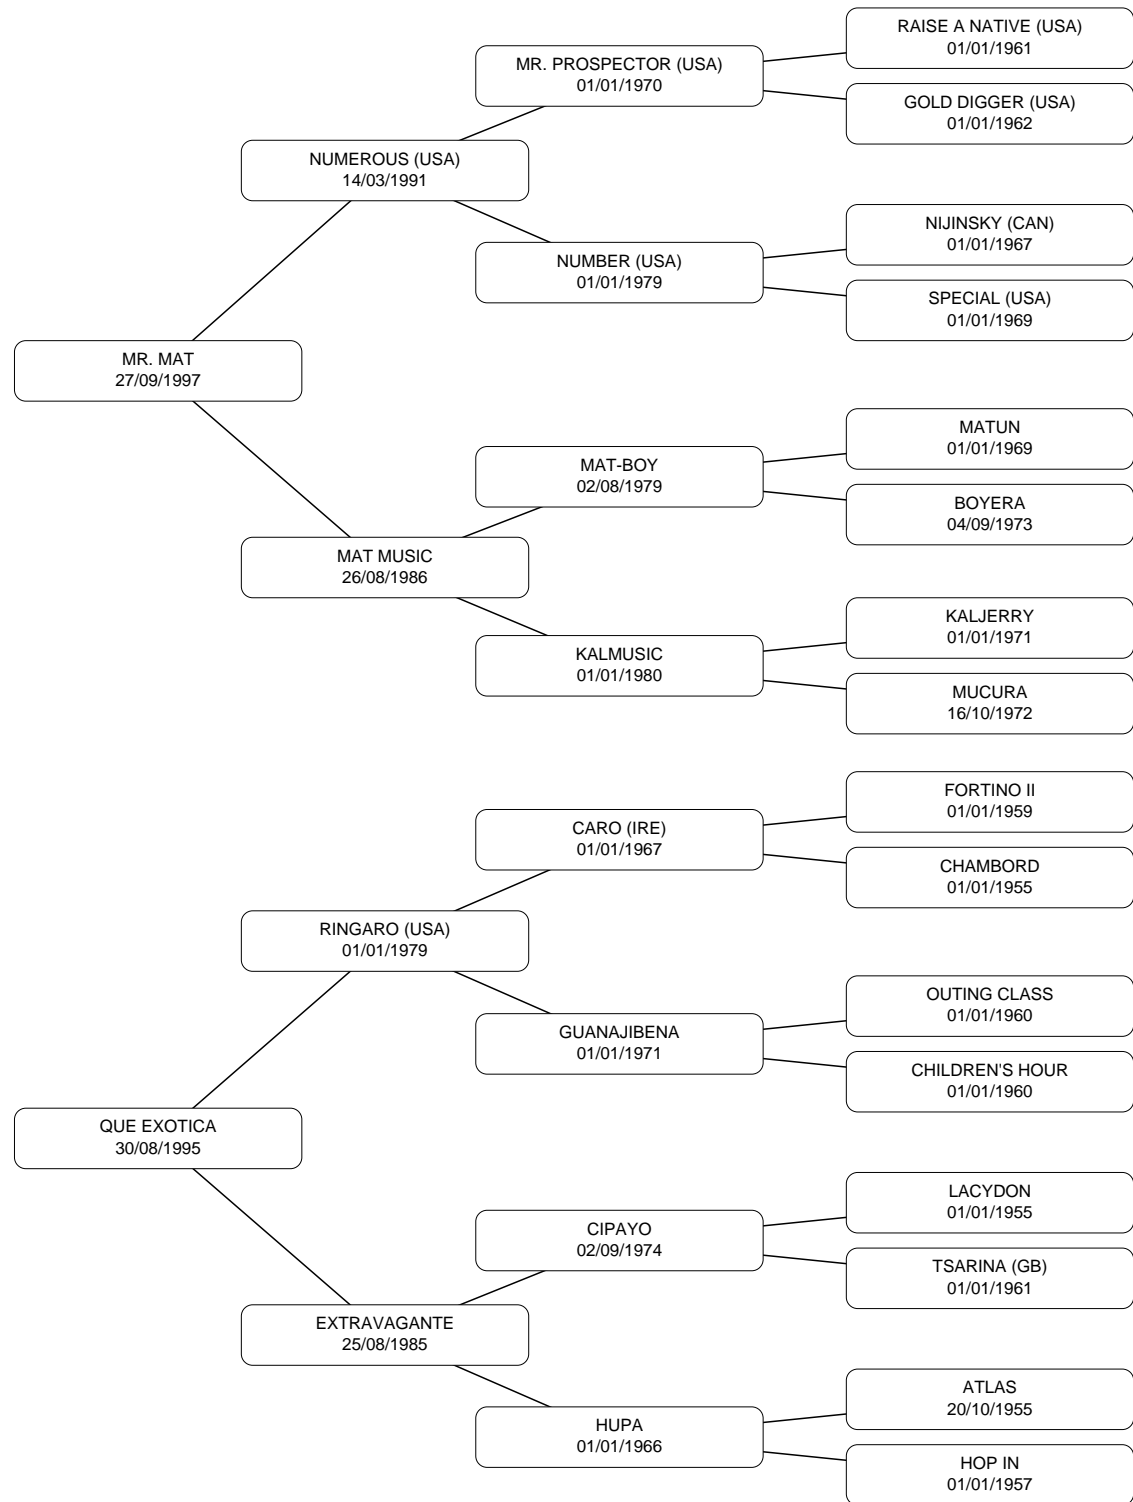 RAISE A NATIVE (USA)
01/01/1961
MR. PROSPECTOR (USA)
01/01/1970
GOLD DIGGER (USA)
01/01/1962
NUMEROUS (USA)
14/03/1991
NIJINSKY (CAN)
01/01/1967
NUMBER (USA)
01/01/1979
SPECIAL (USA)
01/01/1969
MR. MAT
27/09/1997
MATUN
01/01/1969
MAT-BOY
02/08/1979
BOYERA
04/09/1973
MAT MUSIC
26/08/1986
KALJERRY
01/01/1971
KALMUSIC
01/01/1980
MUCURA
16/10/1972
FORTINO II
01/01/1959
CARO (IRE)
01/01/1967
CHAMBORD
01/01/1955
RINGARO (USA)
01/01/1979
OUTING CLASS
01/01/1960
GUANAJIBENA
01/01/1971
CHILDREN'S HOUR
01/01/1960
QUE EXOTICA
30/08/1995
LACYDON
01/01/1955
CIPAYO
02/09/1974
TSARINA (GB)
01/01/1961
EXTRAVAGANTE
25/08/1985
ATLAS
20/10/1955
HUPA
01/01/1966
HOP IN
01/01/1957